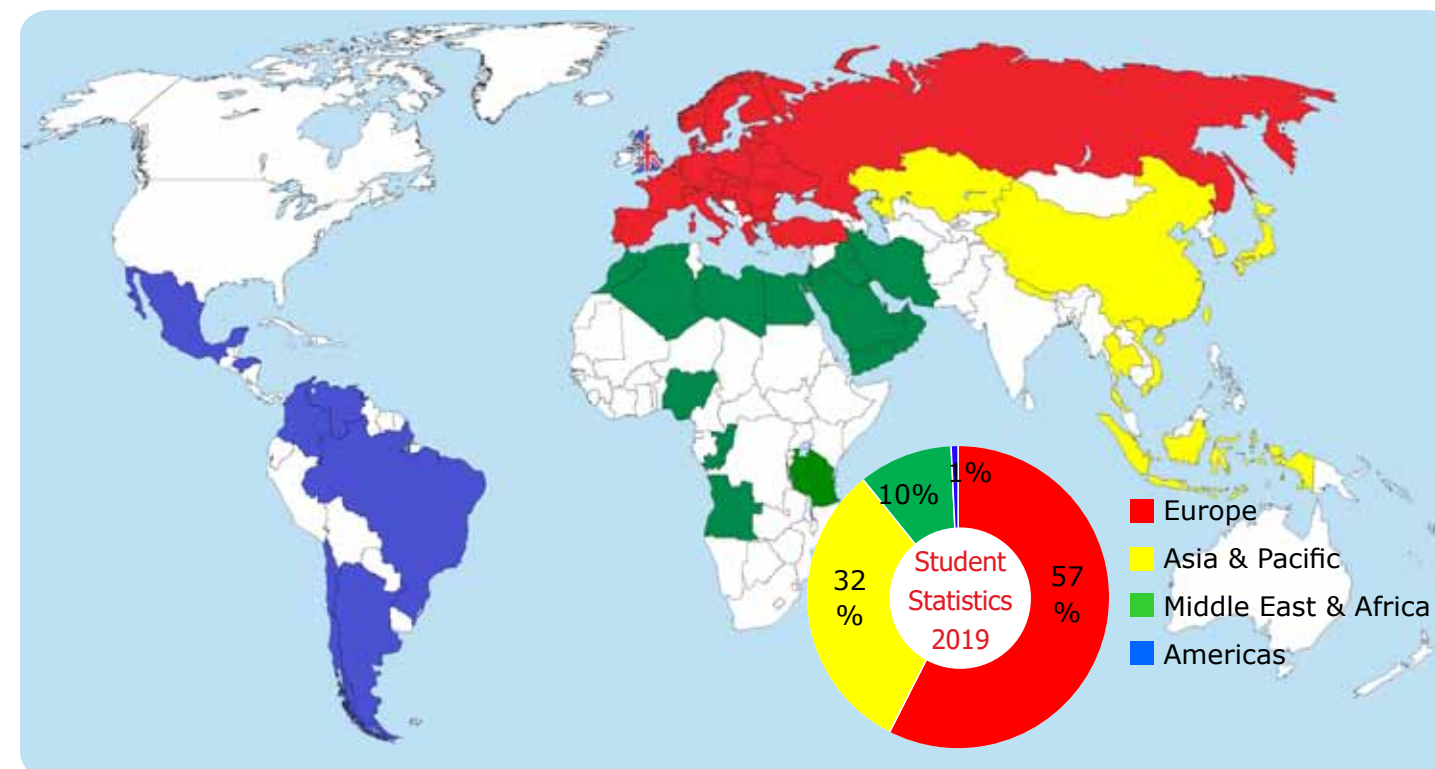 1%
10%
32
%
57
%
Student
Statistics
2019
Europe
Asia & Pacific
Middle East & Africa
Americas